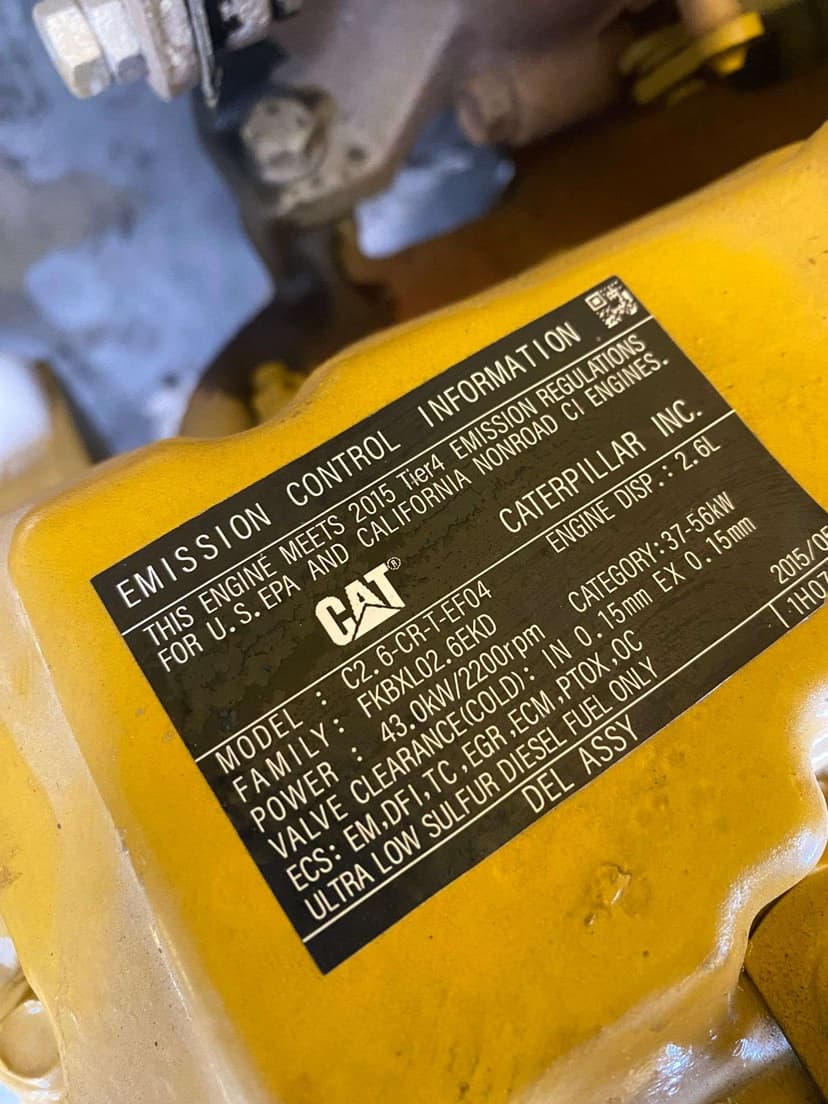 EMISSION CONTROL INFORMATION
THIS ENGINE MEETS 2015 Tier4 EMISSION REGULATIONS
FOR U.S.EPA AND CALIFORNIA NONROAD CI ENGINES.
CAT® CATERPILLAR INC.
MODEL : C2.6-CR-T-EF04 ENGINE DISP.: 2.6L
FAMILY: FKBXL02.6EKD
POWER : 43.0kW/2200rpm CATEGORY:37-56kW
VALVE CLEARANCE(COLD): IN 0.15mm EX 0.15mm
ECS: EM,DFI,TC,EGR,ECM,PTOX,OC 2015/05
ULTRA LOW SULFUR DIESEL FUEL ONLY
DEL ASSY